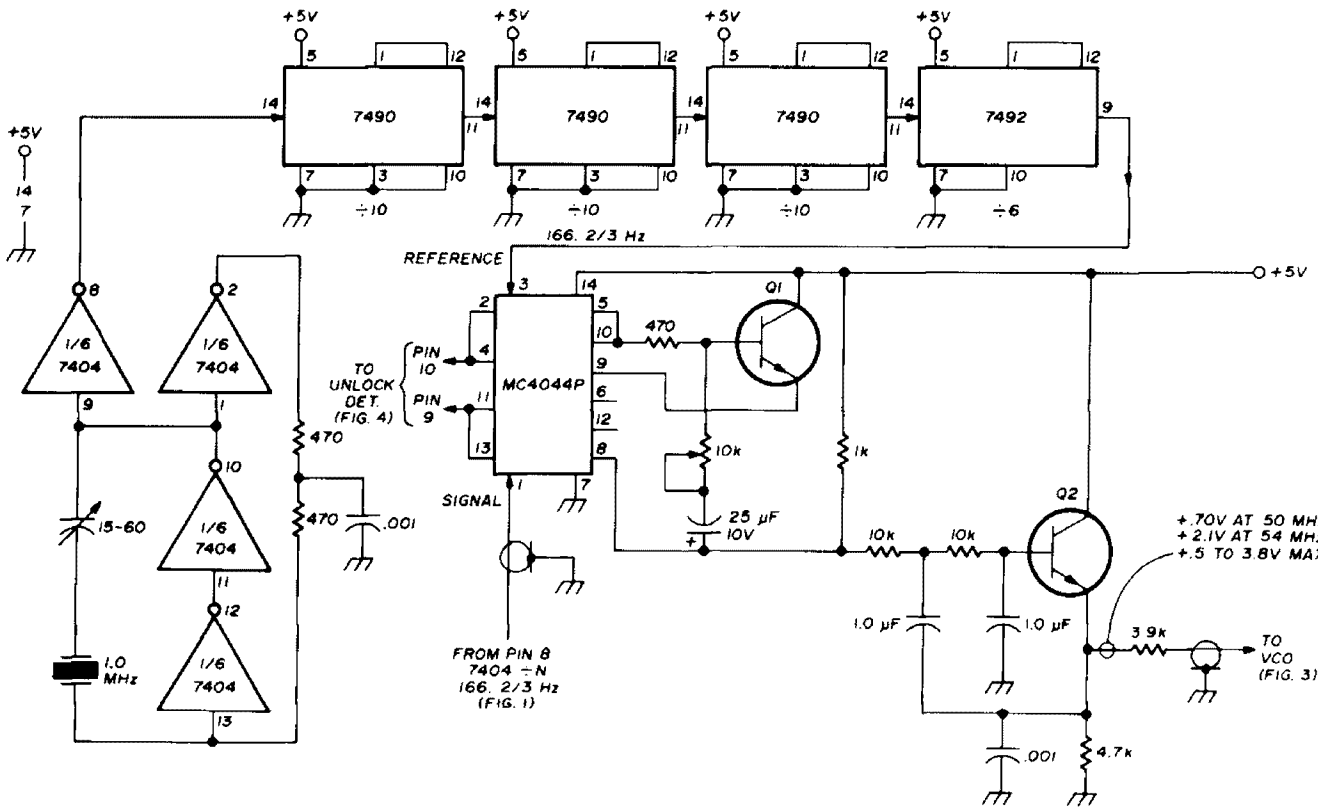 +5V
+5V
+5V
+5V
5
1
12
5
1
12
5
1
12
5
1
12
14
7490
14
11
7490
14
11
7490
14
11
7492
9
7
3
10
7
3
10
7
3
10
7
10
÷10
÷10
÷10
÷6
+5V
14
7
166. 2/3 Hz
REFERENCE
3
14
+5V
8
2
1/6
7404
1/6
7404
9
1
2
4
11
13
TO
UNLOCK
DET.
(FIG. 4)
PIN
10
PIN
9
MC4044P
5
10
9
6
12
8
470
Q1
10k
1k
25 µF
10V
+
SIGNAL
1
7
470
470
.001
10
1/6
7404
11
15-60
12
1/6
7404
13
1.0
MHz
FROM PIN 8
7404 ÷N
166. 2/3 Hz
(FIG. 1)
10k
10k
Q2
1.0 µF
1.0 µF
+.70V AT 50 MH
+2.1V AT 54 MH
+.5 TO 3.8V MAX
3.9k
TO
VCO
(FIG. 3)
.001
4.7k